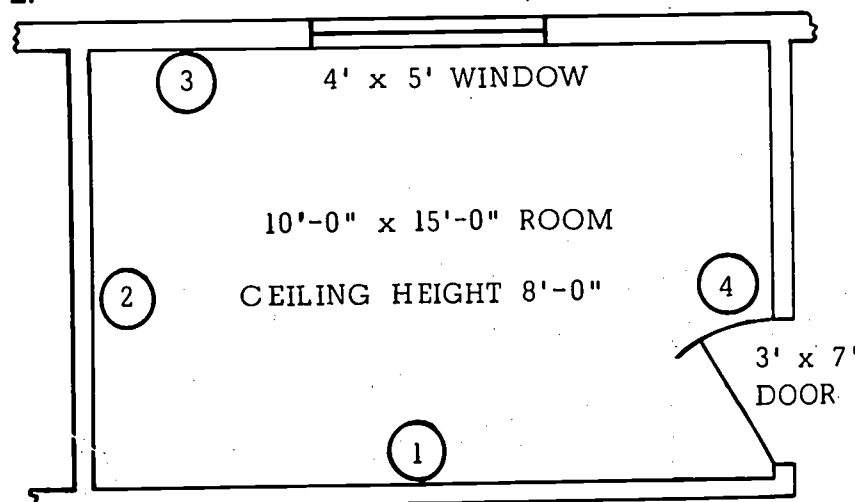 3
4' x 5' WINDOW
10'-0" x 15'-0" ROOM
2
CEILING HEIGHT 8'-0"
4
3' x 7'
DOOR
1